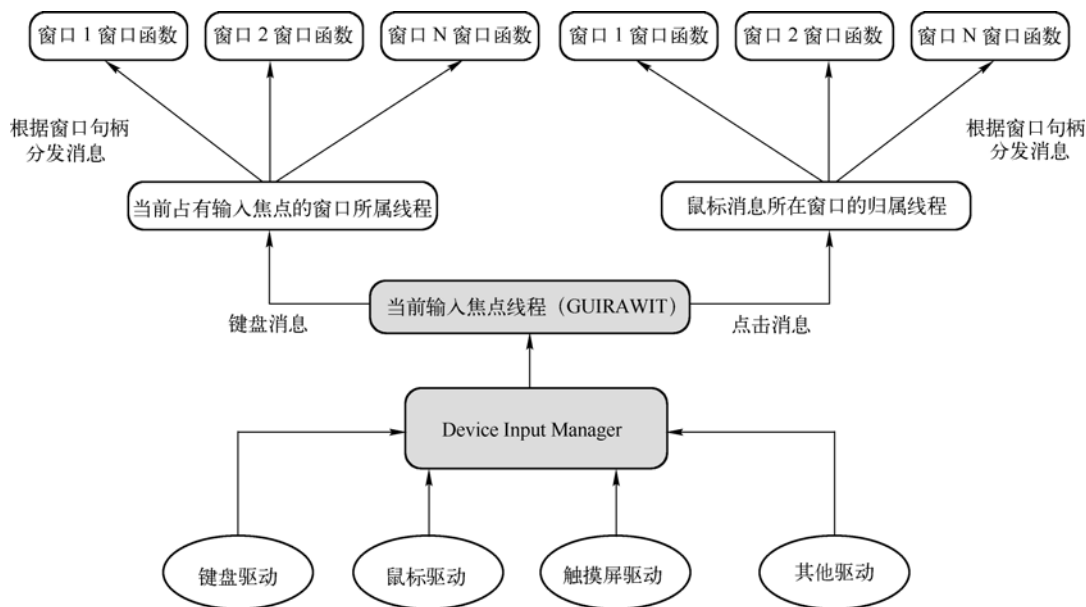 窗口 1 窗口函数
窗口 2 窗口函数
窗口 N 窗口函数
窗口 1 窗口函数
窗口 2 窗口函数
窗口 N 窗口函数
根据窗口句柄
分发消息
根据窗口句柄
分发消息
当前占有输入焦点的窗口所属线程
鼠标消息所在窗口的归属线程
当前输入焦点线程（GUIRAWIT）
键盘消息
点击消息
Device Input Manager
键盘驱动
鼠标驱动
触摸屏驱动
其他驱动